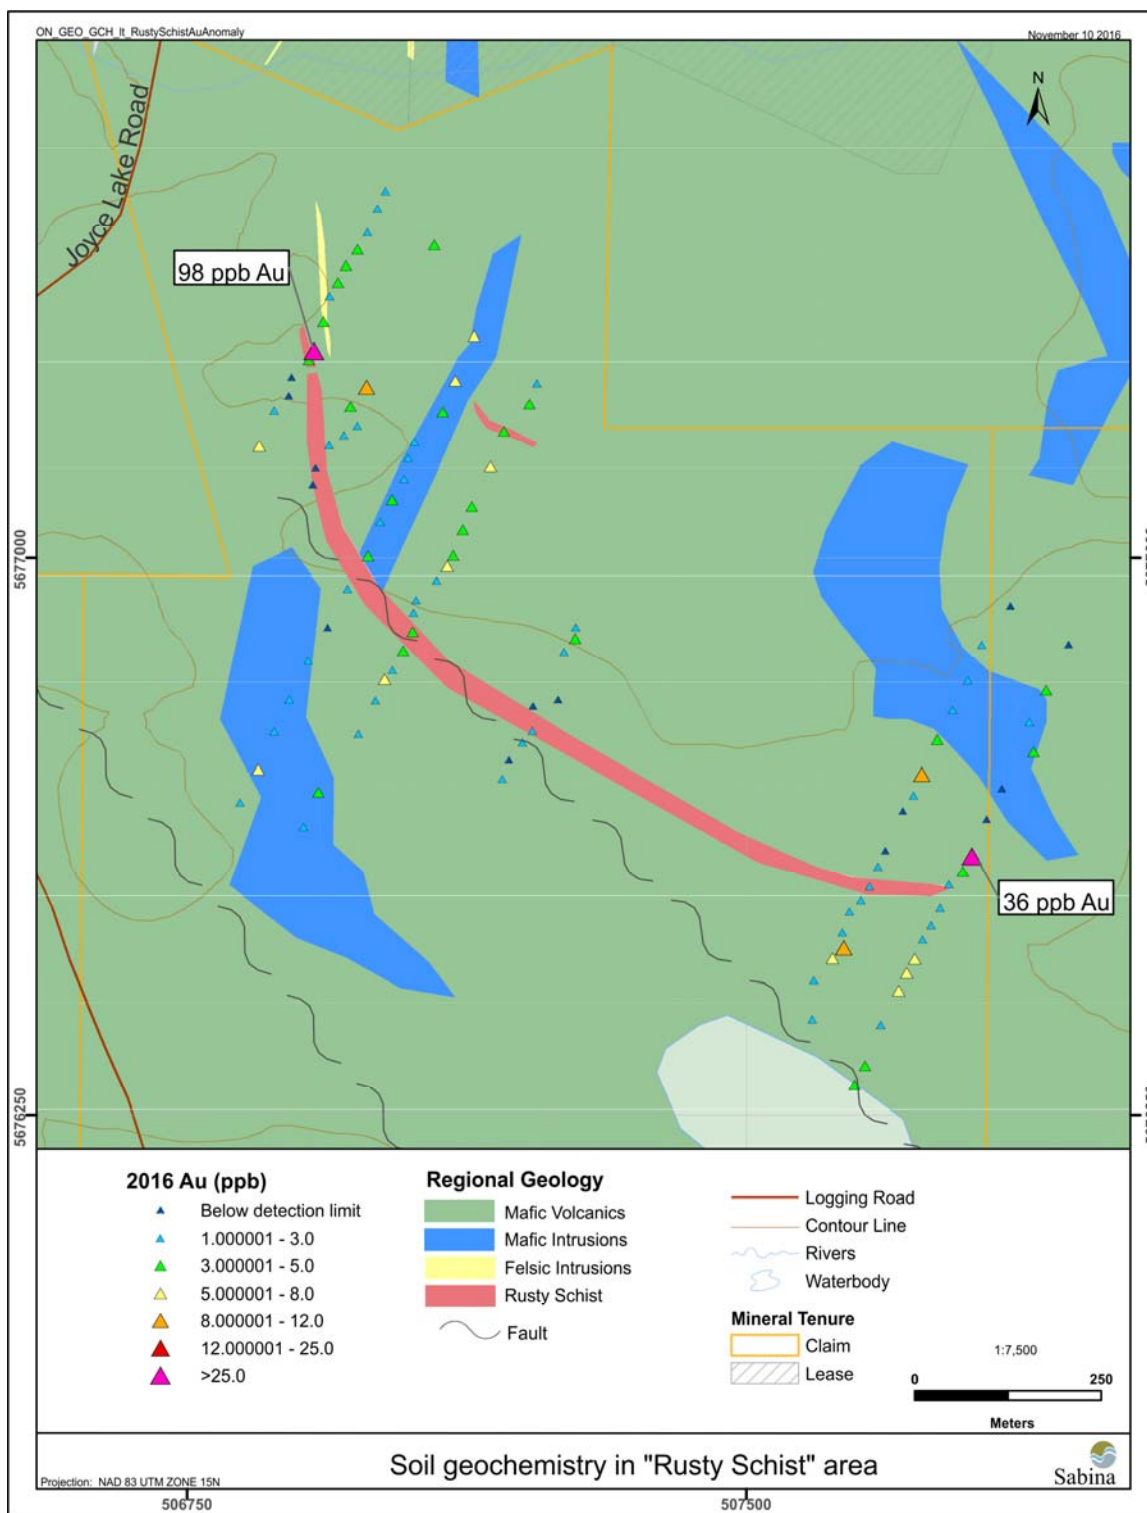 ON_GEO_GCH_lt_RustySchistAuAnomaly
November 10 2016
N
Joyce Lake Road
98 ppb Au
5677000
36 ppb Au
5676250
2016 Au (ppb)
Below detection limit
1.000001 - 3.0
3.000001 - 5.0
5.000001 - 8.0
8.000001 - 12.0
12.000001 - 25.0
>25.0
Regional Geology
Mafic Volcanics
Mafic Intrusions
Felsic Intrusions
Rusty Schist
Fault
Logging Road
Contour Line
Rivers
Waterbody
Mineral Tenure
Claim
Lease
1:7,500
0 250
Meters
Soil geochemistry in "Rusty Schist" area
Sabina
Projection: NAD 83 UTM ZONE 15N
506750 507500